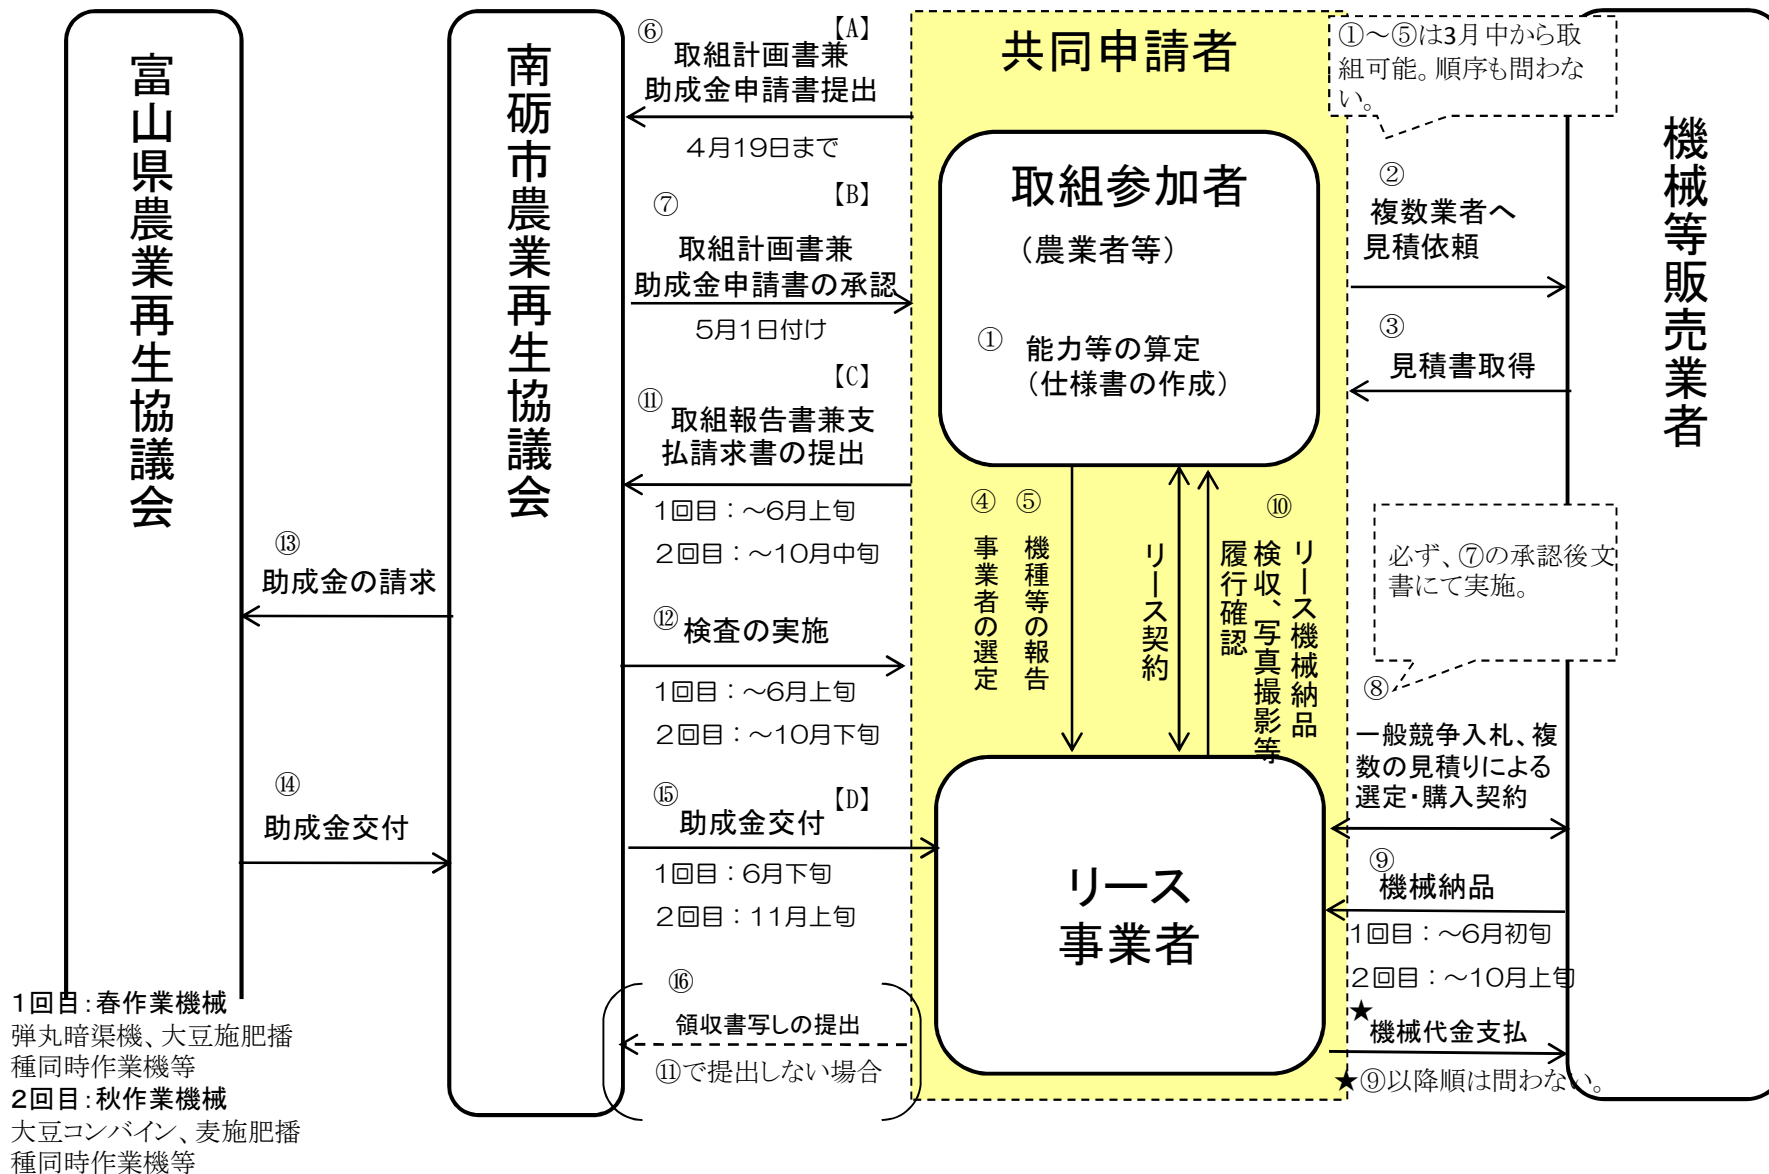 富山県農業再生協議会
南砺市農業再生協議会
⑥
【A】
取組計画書兼
助成金申請書提出
4月19日まで
⑦
【B】
取組計画書兼
助成金申請書の承認
5月1日付け
【C】
⑪
取組報告書兼支
払請求書の提出
1回目：～6月上旬
2回目：～10月中旬
⑫検査の実施
1回目：～6月上旬
2回目：～10月下旬
⑬
助成金の請求
⑭
助成金交付
⑮
【D】
助成金交付
1回目：6月下旬
2回目：11月上旬
⑯
領収書写しの提出
⑪で提出しない場合
共同申請者
取組参加者
（農業者等）
① 能力等の算定
（仕様書の作成）
④
事業者の選定
⑤
機種等の報告
リース契約
⑩
リース機械納品
検収、写真撮影等
履行確認
リース
事業者
①～⑤は3月中から取
組可能。順序も問わな
い。
②
複数業者へ
見積依頼
③
見積書取得
必ず、⑦の承認後文
書にて実施。
⑧
一般競争入札、複
数の見積りによる
選定・購入契約
⑨
機械納品
1回目：～6月初旬
2回目：～10月上旬
★
機械代金支払
★⑨以降順は問わない。
機械等販売業者
1回目：春作業機械
弾丸暗渠機、大豆施肥播
種同時作業機等
2回目：秋作業機械
大豆コンバイン、麦施肥播
種同時作業機等